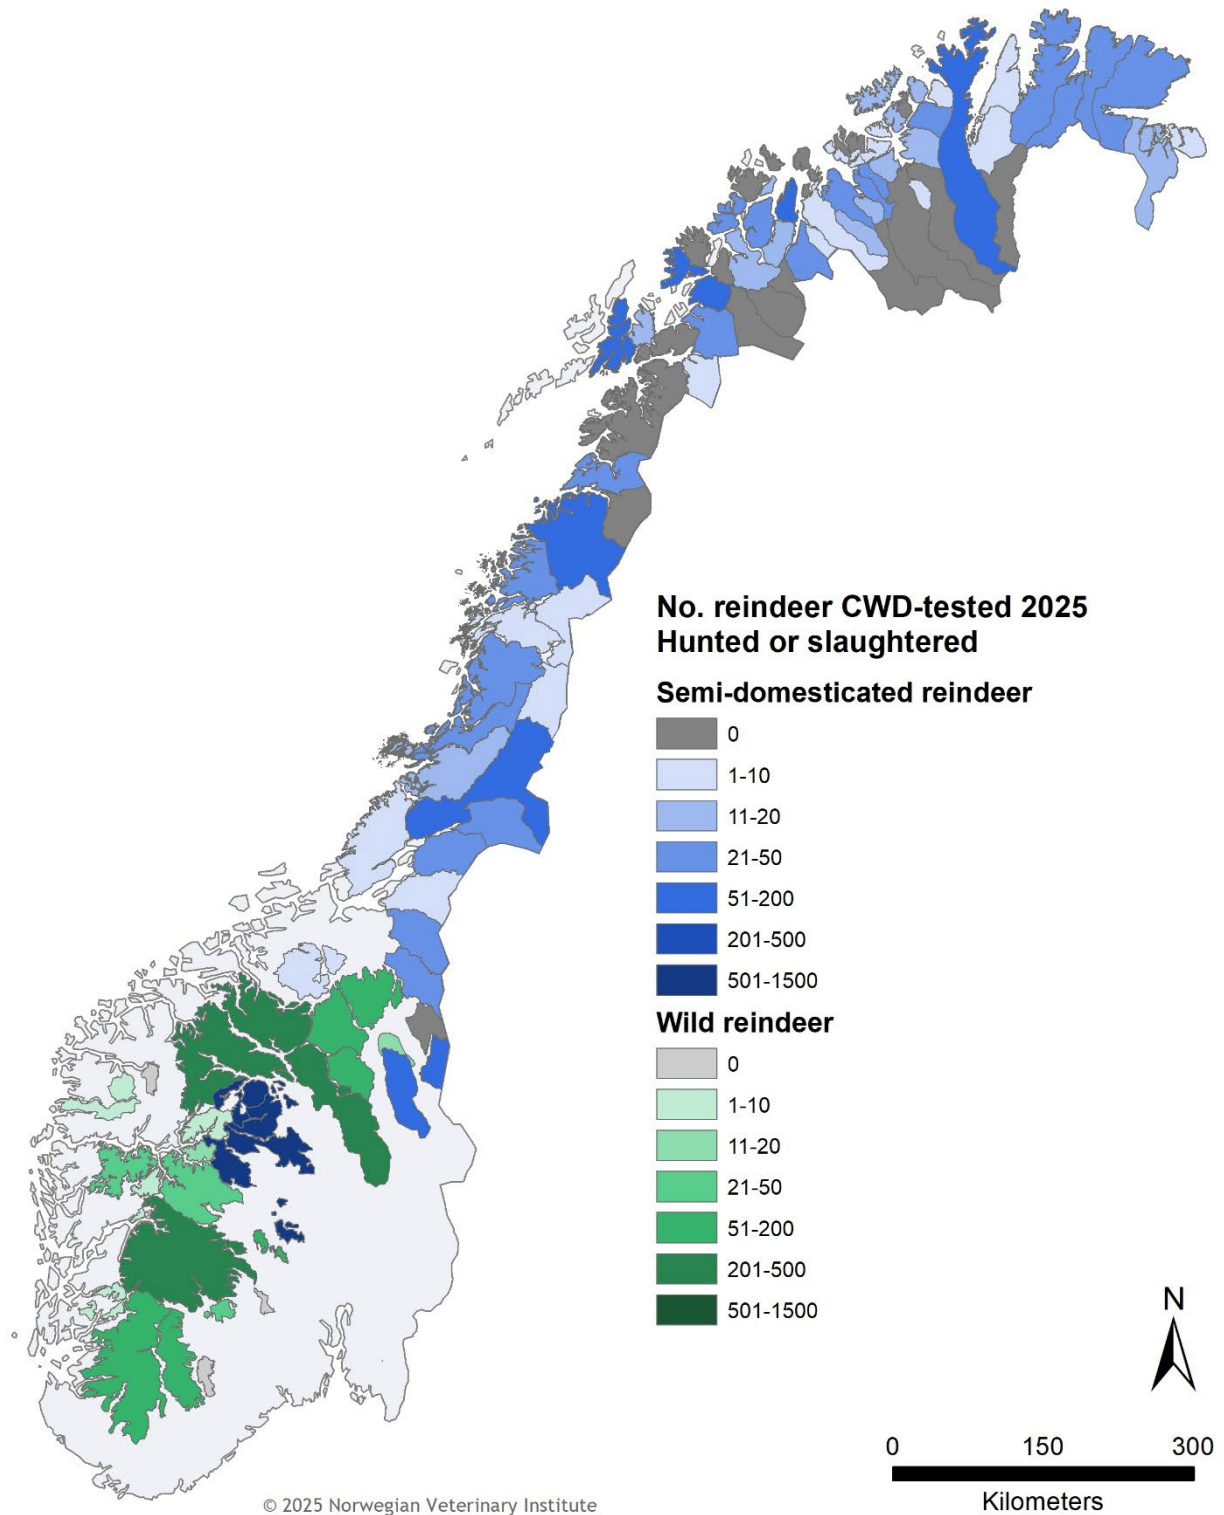 No. reindeer CWD-tested 2025
Hunted or slaughtered
Semi-domesticated reindeer
0
1-10
11-20
21-50
51-200
201-500
501-1500
Wild reindeer
0
1-10
11-20
21-50
51-200
201-500
501-1500
N
0 150 300
Kilometers
© 2025 Norwegian Veterinary Institute